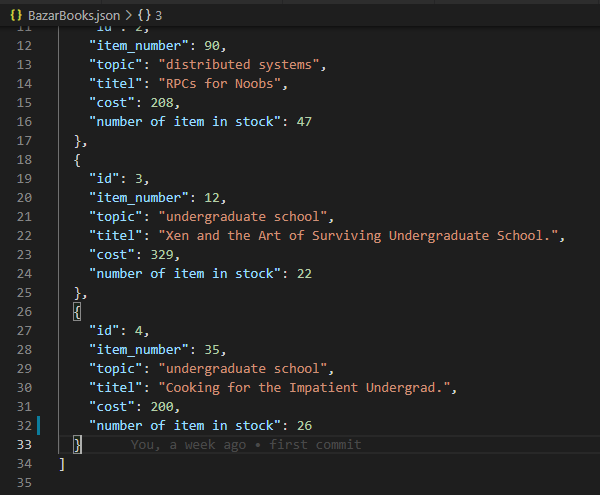 BazarBooks.json > {} 3
11 "id": 2,
12 "item_number": 90,
13 "topic": "distributed systems",
14 "titel": "RPCs for Noobs",
15 "cost": 208,
16 "number of item in stock": 47
17 },
18 {
19 "id": 3,
20 "item_number": 12,
21 "topic": "undergraduate school",
22 "titel": "Xen and the Art of Surviving Undergraduate School.",
23 "cost": 329,
24 "number of item in stock": 22
25 },
26 {
27 "id": 4,
28 "item_number": 35,
29 "topic": "undergraduate school",
30 "titel": "Cooking for the Impatient Undergrad.",
31 "cost": 200,
32 "number of item in stock": 26
33 } You, a week ago • first commit
34 ]
35